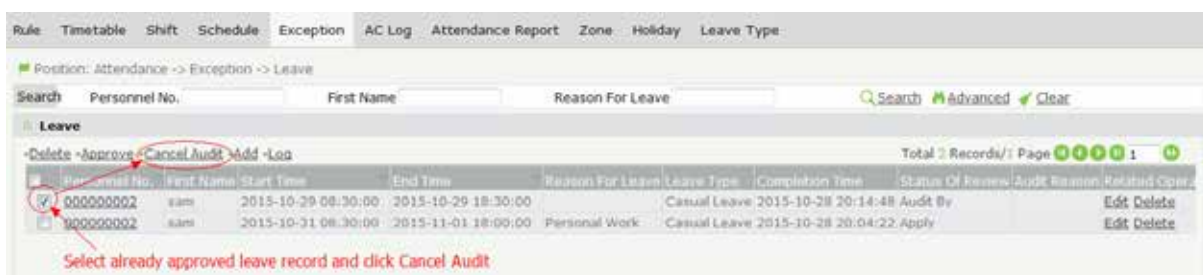 Rule Timetable Shift Schedule Exception AC Log Attendance Report Zone Holiday Leave Type
Position: Attendance -> Exception -> Leave
Search Personnel No. First Name Reason For Leave Search Advanced Clear
Leave
Delete Approve Cancel Audit Add Log Total 2 Records/1 Page 1
Personnel No. First Name Start Time End Time Reason For Leave Leave Type Completion Time Status Of Review Audit Reason Related Opera
000000002 sam 2015-10-29 08:30:00 2015-10-29 18:30:00 Casual Leave 2015-10-28 20:14:48 Audit By Edit Delete
000000002 sam 2015-10-31 08:30:00 2015-11-01 18:00:00 Personal Work Casual Leave 2015-10-28 20:04:22 Apply Edit Delete
Select already approved leave record and click Cancel Audit